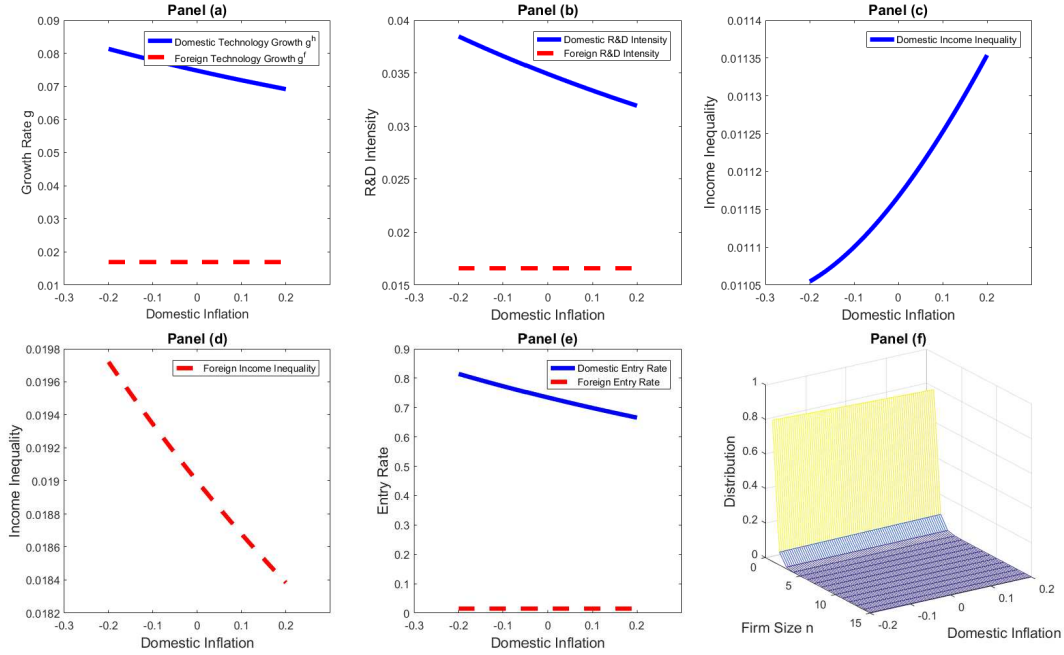 Panel (a)
0.09
0.08
0.07
0.06
0.05
0.04
0.03
0.02
0.01
Growth Rate g
Domestic Technology Growth g^h
Foreign Technology Growth g^f
-0.3 -0.2 -0.1 0 0.1 0.2
Domestic Inflation
Panel (b)
0.04
0.035
0.03
0.025
0.02
0.015
R&D Intensity
Domestic R&D Intensity
Foreign R&D Intensity
-0.3 -0.2 -0.1 0 0.1 0.2
Domestic Inflation
Panel (c)
0.0114
0.01135
0.0113
0.01125
0.0112
0.01115
0.0111
0.01105
Income Inequality
Domestic Income Inequality
-0.3 -0.2 -0.1 0 0.1 0.2
Domestic Inflation
Panel (d)
0.0198
0.0196
0.0194
0.0192
0.019
0.0188
0.0186
0.0184
0.0182
Income Inequality
Foreign Income Inequality
-0.3 -0.2 -0.1 0 0.1 0.2
Domestic Inflation
Panel (e)
0.9
0.8
0.7
0.6
0.5
0.4
0.3
0.2
0.1
0
Entry Rate
Domestic Entry Rate
Foreign Entry Rate
-0.3 -0.2 -0.1 0 0.1 0.2
Domestic Inflation
Panel (f)
1
0.8
0.6
0.4
0.2
0
Distribution
0 5 10 15
Firm Size n
-0.2 -0.1 0 0.1 0.2
Domestic Inflation